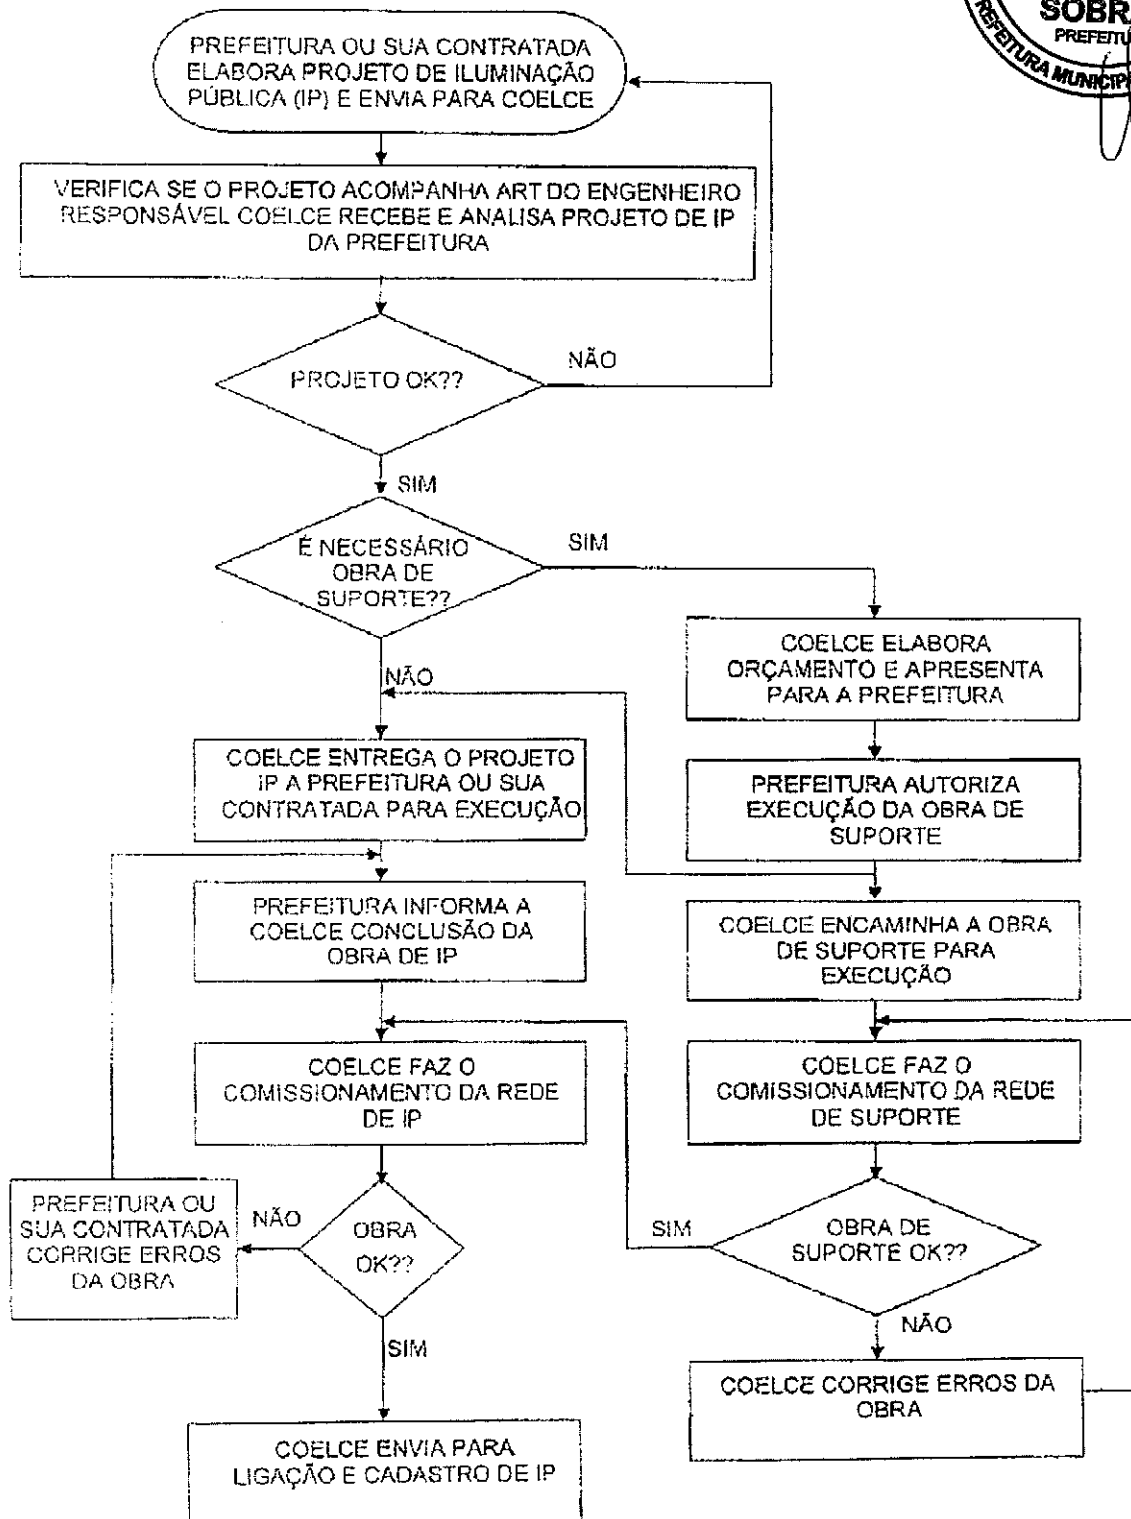 SOBRA
PREFEITU
REFEITURA MUNICIP
PREFEITURA OU SUA CONTRATADA
ELABORA PROJETO DE ILUMINAÇÃO
PÚBLICA (IP) E ENVIA PARA COELCE
VERIFICA SE O PROJETO ACOMPANHA ART DO ENGENHEIRO
RESPONSÁVEL COELCE RECEBE E ANALISA PROJETO DE IP
DA PREFEITURA
PROJETO OK??
NÃO
SIM
É NECESSÁRIO
OBRA DE
SUPORTE??
SIM
NÃO
COELCE ELABORA
ORÇAMENTO E APRESENTA
PARA A PREFEITURA
COELCE ENTREGA O PROJETO
IP A PREFEITURA OU SUA
CONTRATADA PARA EXECUÇÃO
PREFEITURA AUTORIZA
EXECUÇÃO DA OBRA DE
SUPORTE
PREFEITURA INFORMA A
COELCE CONCLUSÃO DA
OBRA DE IP
COELCE ENCAMINHA A OBRA
DE SUPORTE PARA
EXECUÇÃO
COELCE FAZ O
COMISSIONAMENTO DA REDE
DE IP
COELCE FAZ O
COMISSIONAMENTO DA REDE
DE SUPORTE
PREFEITURA OU
SUA CONTRATADA
CORRIGE ERROS
DA OBRA
NÃO
OBRA
OK??
SIM
OBRA DE
SUPORTE OK??
NÃO
SIM
COELCE CORRIGE ERROS DA
OBRA
COELCE ENVIA PARA
LIGAÇÃO E CADASTRO DE IP